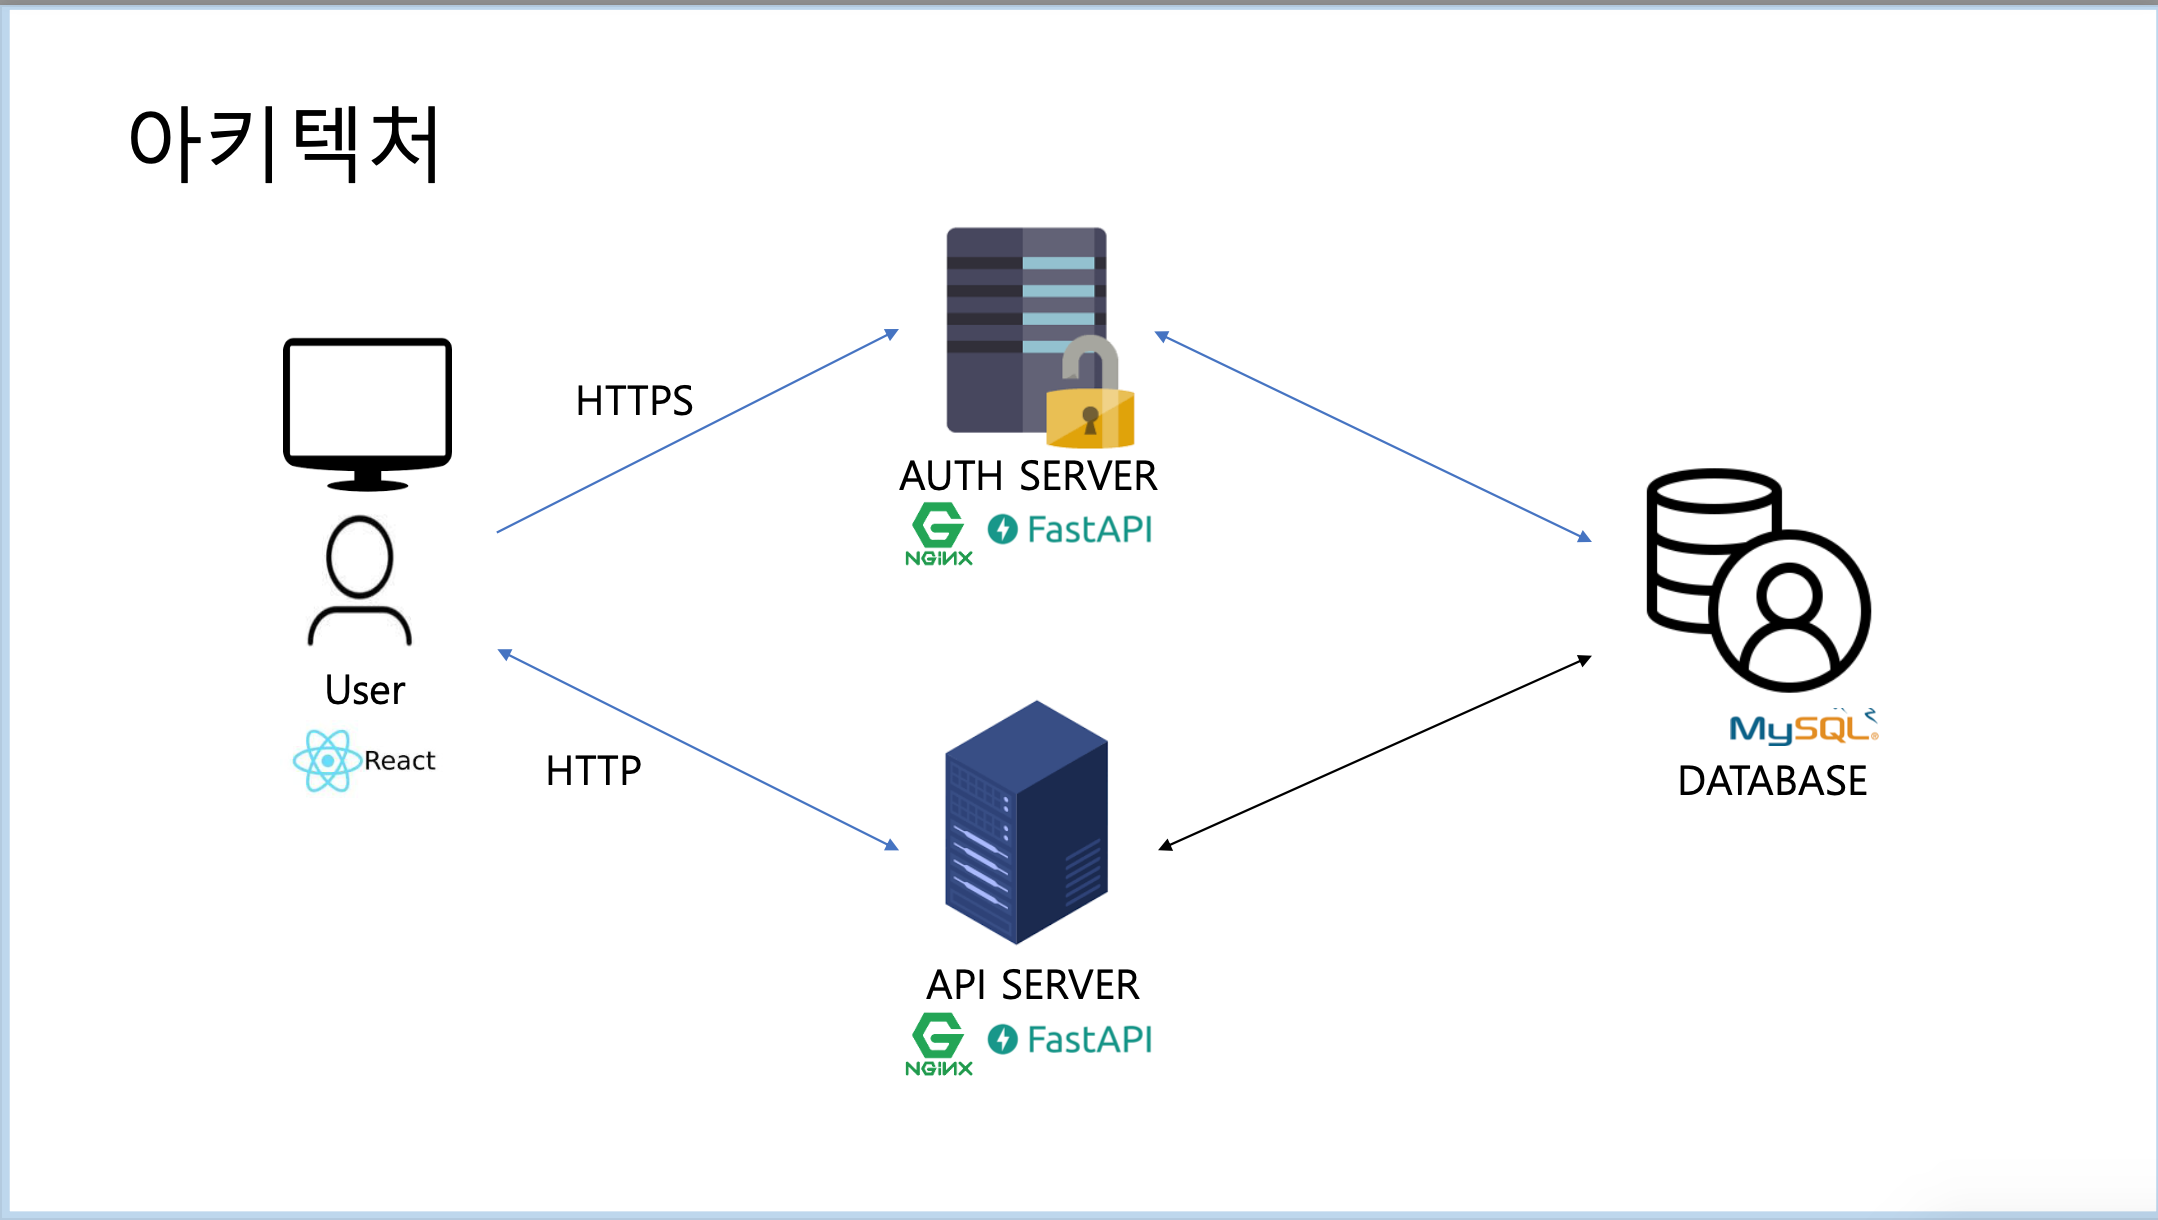 아키텍처
HTTPS
AUTH SERVER
NGINX FastAPI
User
React
HTTP
MySQL®
DATABASE
API SERVER
NGINX FastAPI